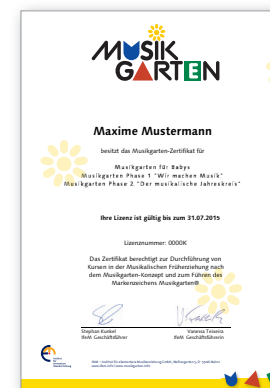 MUSIK
GARTEN
Maxime Mustermann
besitzt das Musikgarten-Zertifikat für
Musikgarten für Babys
Musikgarten Phase 1 "Wir machen Musik"
Musikgarten Phase 2 "Der musikalische Jahreskreis"
Ihre Lizenz ist gültig bis zum 31.07.2015
Lizenznummer: 0000K
Das Zertifikat berechtigt zur Durchführung von
Kursen in der Musikalischen Früherziehung nach
dem Musikgarten-Konzept und zum Führen des
Markenzeichens Musikgarten®
Stephan Kunkel
IfeM Geschäftsführer
Vanessa Teixeira
IfeM Geschäftsführerin